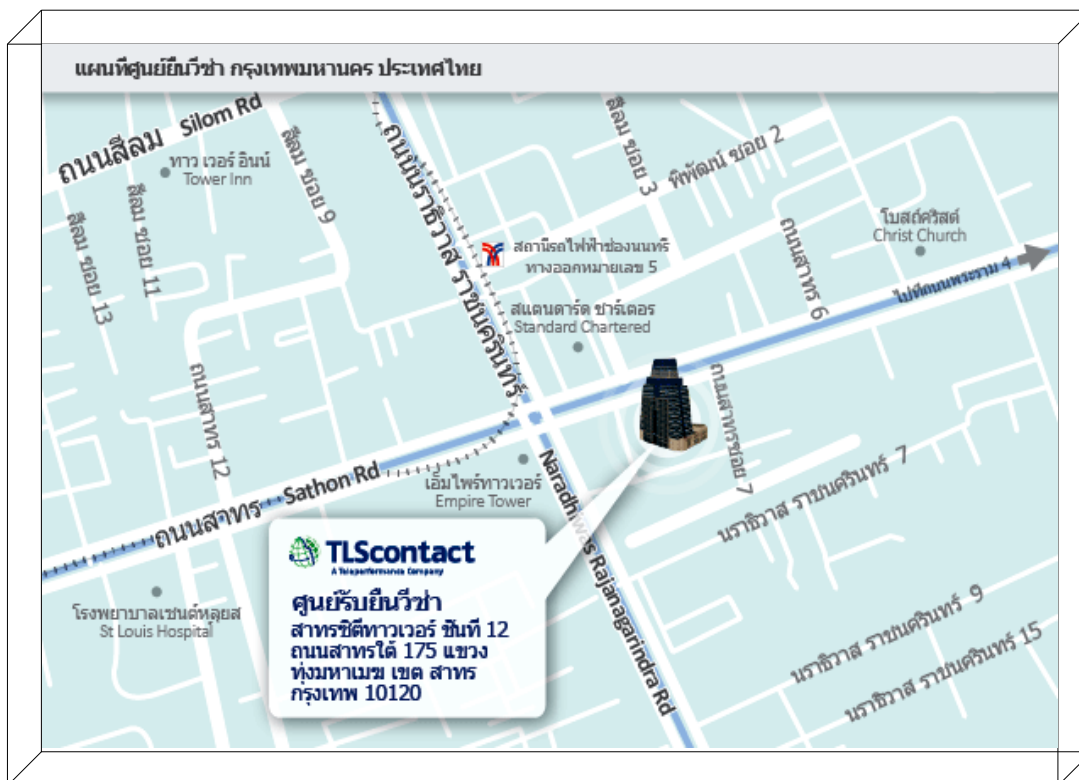 แผนที่ศูนย์ยื่นวีซ่า กรุงเทพมหานคร ประเทศไทย
ถนนสีลม Silom Rd
ทาว เวอร์ อินน์
Tower Inn
สีลม ซอย 9
สีลม ซอย 11
สีลม ซอย 13
ถนนนราธิวาส ราชนครินทร์
สีลม ซอย 3
พิพัฒน์ ซอย 2
สถานีรถไฟฟ้าช่องนนทรี
ทางออกหมายเลข 5
ถนนสาทร 6
โบสถ์คริสต์
Christ Church
ไปที่ถนนพระราม 4
สแตนดาร์ด ชาร์เตอร
Standard Chartered
ถนนสาทร 12
ถนนสาทรซอย 7
ถนนสาทร Sathon Rd
เอ็มไพร์ทาวเวอร์
Empire Tower
Naradhiwas Rajanagarindra Rd
นราธิวาส ราชนครินทร์ 7
นราธิวาส ราชนครินทร์ 9
นราธิวาส ราชนครินทร์ 15
โรงพยาบาลเซนต์หลุยส
St Louis Hospital
TLScontact
A Teleperformance Company
ศูนย์รับยื่นวีซ่า
สาทรซิตีทาวเวอร์ ชั้นที่ 12
ถนนสาทรใต้ 175 แขวง
ทุ่งมหาเมฆ เขต สาทร
กรุงเทพ 10120